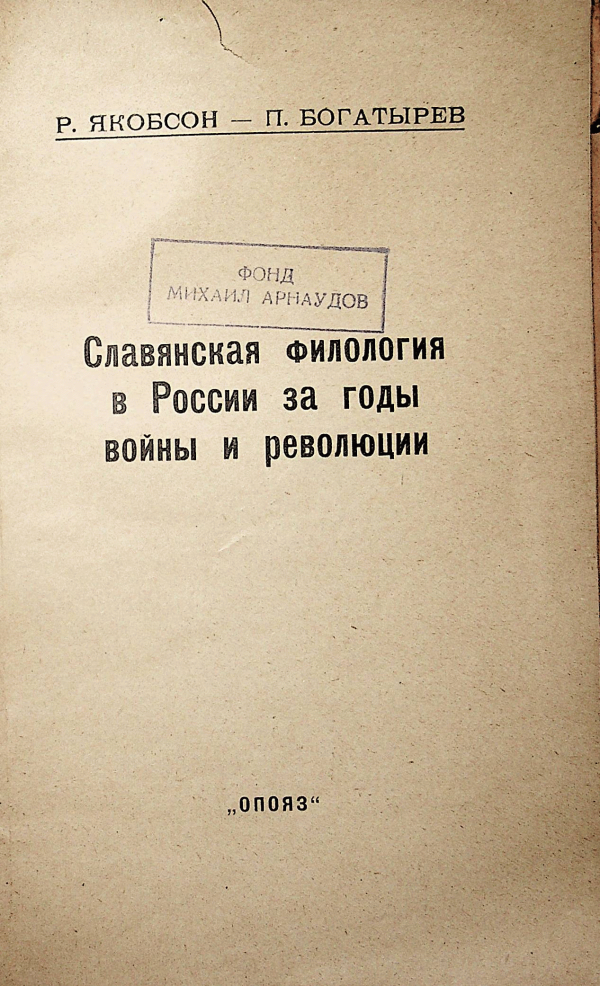 Р. ЯКОБСОН — П. БОГАТЫРЕВ
ФОНД
МИХАИЛ АРНАУДОВ
Славянская филология
в России за годы
войны и революции
„ОПОЯЗ“